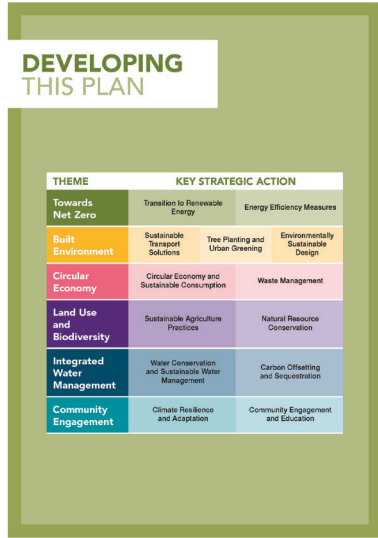 DEVELOPING
THIS PLAN
THEME
KEY STRATEGIC ACTION
Towards
Net Zero
Transition to Renewable
Energy
Energy Efficiency Measures
Built
Environment
Sustainable
Transport
Solutions
Tree Planting and
Urban Greening
Environmentally
Sustainable
Design
Circular
Economy
Circular Economy and
Sustainable Consumption
Waste Management
Land Use
and
Biodiversity
Sustainable Agriculture
Practices
Natural Resource
Conservation
Integrated
Water
Management
Water Conservation
and Sustainable Water
Management
Carbon Offsetting
and Sequestration
Community
Engagement
Climate Resilience
and Adaptation
Community Engagement
and Education